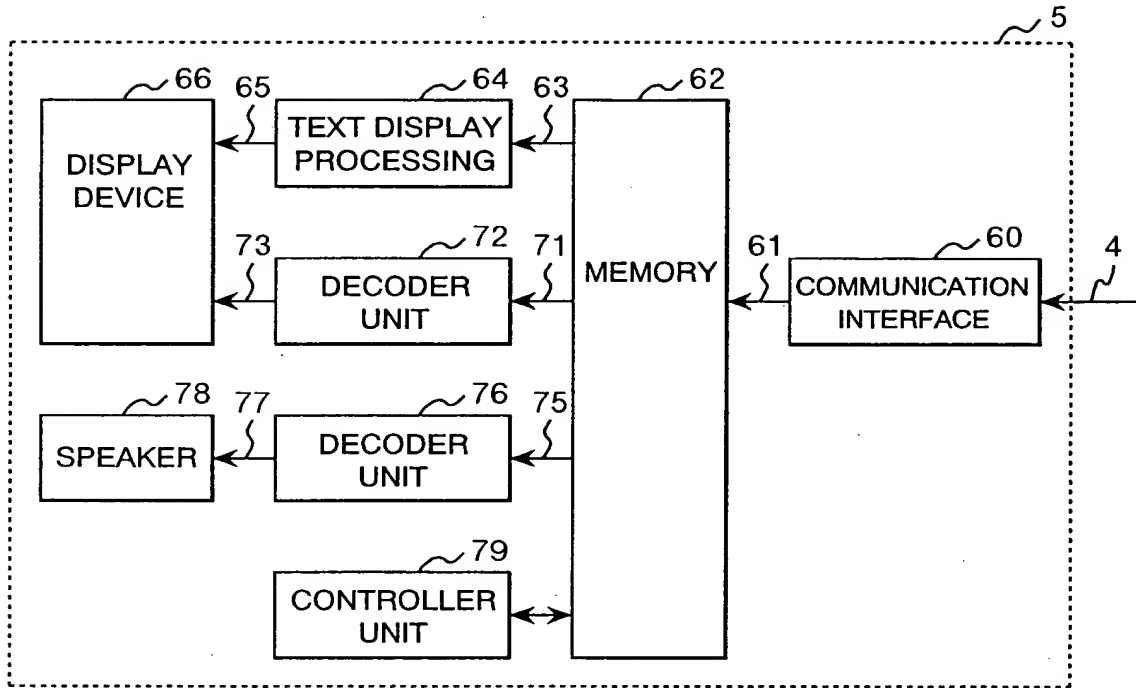 5
66
65
64
63
62
DISPLAY
DEVICE
TEXT DISPLAY
PROCESSING
73
72
71
DECODER
UNIT
MEMORY
61
60
COMMUNICATION
INTERFACE
4
78
77
76
75
SPEAKER
DECODER
UNIT
79
CONTROLLER
UNIT